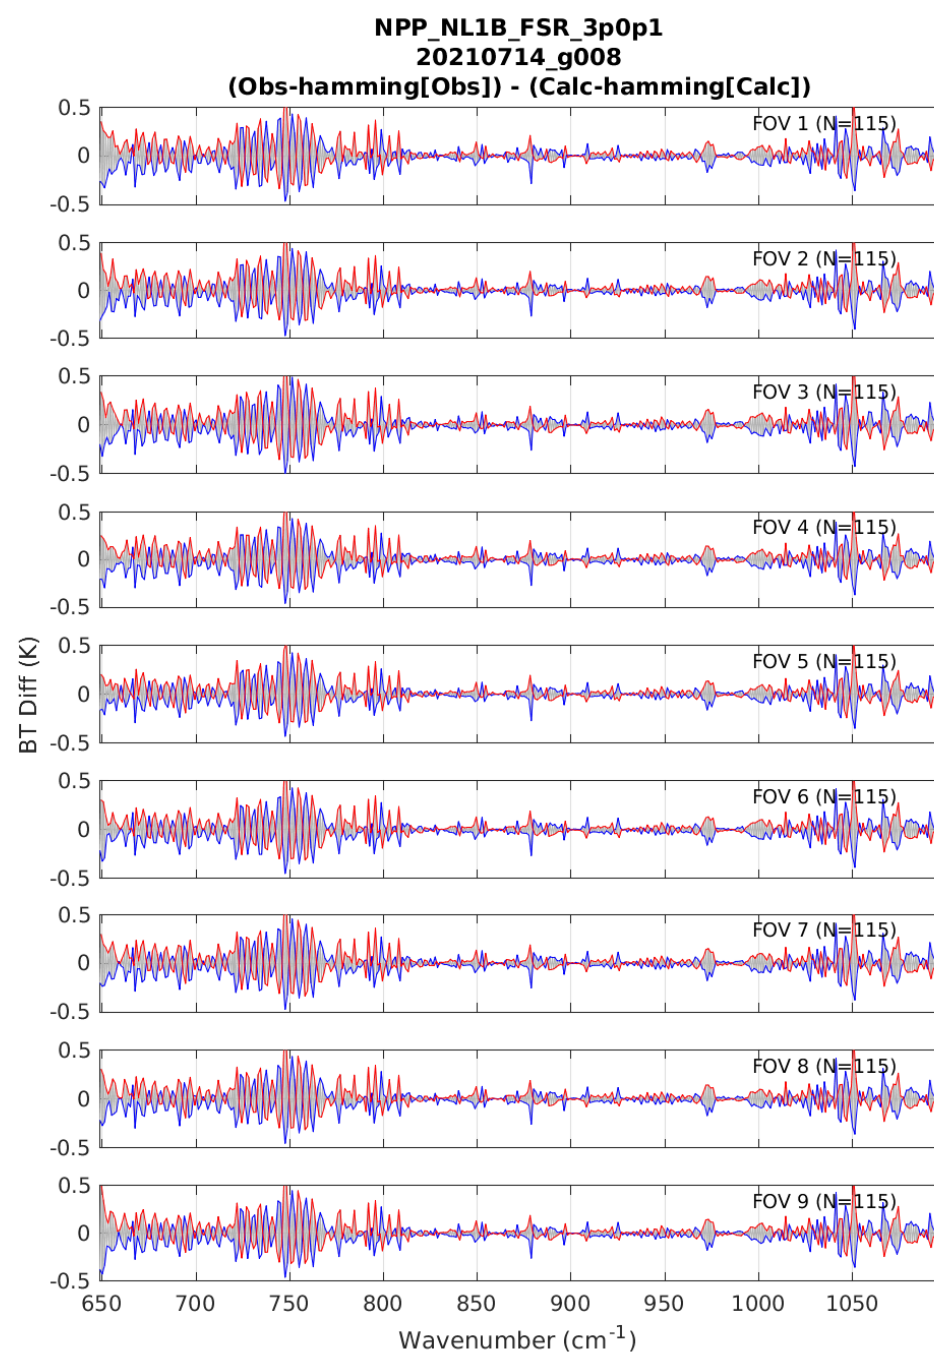 NPP_NL1B_FSR_3p0p1
20210714_g008
(Obs-hamming[Obs]) - (Calc-hamming[Calc])
0.5
FOV 1 (N=115)
0
-0.5
0.5
FOV 2 (N=115)
0
-0.5
0.5
FOV 3 (N=115)
0
-0.5
0.5
FOV 4 (N=115)
0
-0.5
0.5
FOV 5 (N=115)
0
-0.5
BT Diff (K)
0.5
FOV 6 (N=115)
0
-0.5
0.5
FOV 7 (N=115)
0
-0.5
0.5
FOV 8 (N=115)
0
-0.5
0.5
FOV 9 (N=115)
0
-0.5
650 700 750 800 850 900 950 1000 1050
Wavenumber (cm⁻¹)